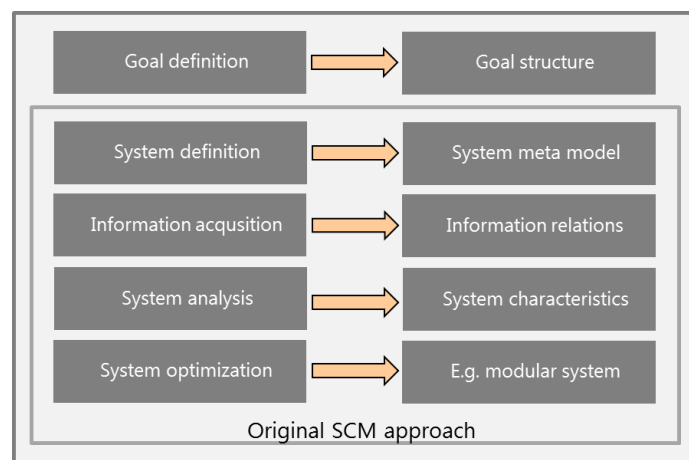 Goal definition
Goal structure
System definition
System meta model
Information acqusition
Information relations
System analysis
System characteristics
System optimization
E.g. modular system
Original SCM approach